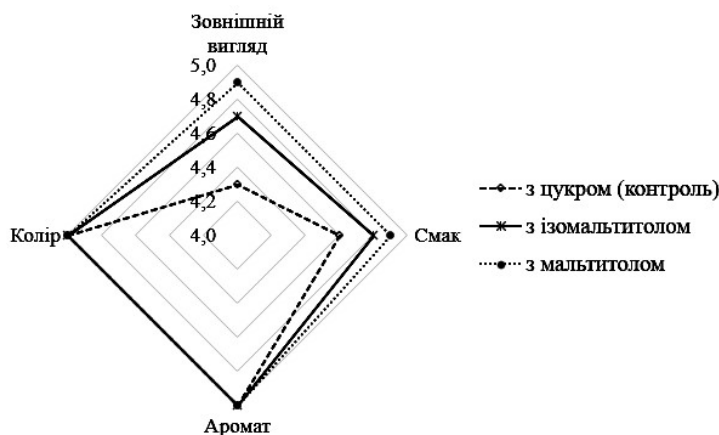 Зовнішній
вигляд
5,0
4,8
4,6
4,4
4,2
4,0
Колір
Смак
Аромат
з цукром (контроль)
з ізомальтитолом
з мальтитолом